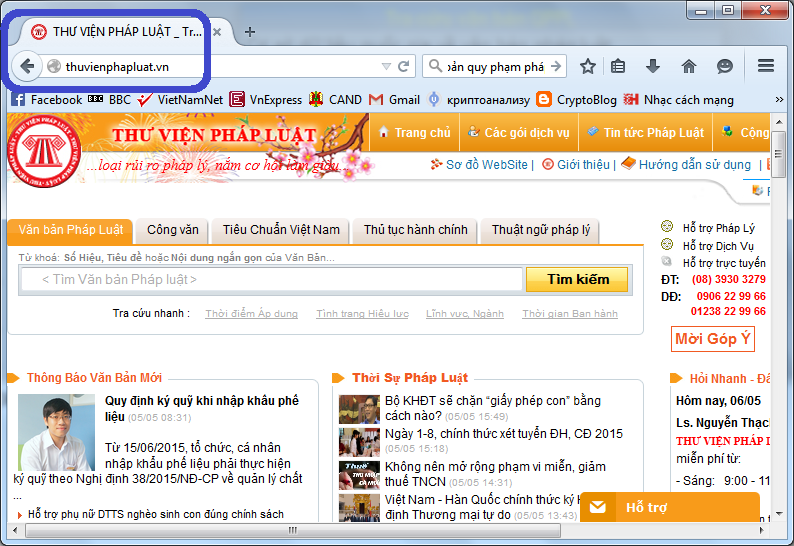 THƯ VIỆN PHÁP LUẬT _ Tr...
thuvienphapluat.vn
bản quy phạm phá
Facebook BBC VietNamNet VnExpress CAND Gmail криптоанализу CryptoBlog Nhạc cách mạng
THƯ VIỆN PHÁP LUẬT
...loại rủi ro pháp lý, nắm cơ hội làm giàu...
Trang chủ Các gói dịch vụ Tin tức Pháp Luật Cộng
Sơ đồ WebSite | Giới thiệu | Hướng dẫn sử dụng |
Văn bản Pháp Luật Công văn Tiêu Chuẩn Việt Nam Thủ tục hành chính Thuật ngữ pháp lý
Từ khoá: Số Hiệu, Tiêu đề hoặc Nội dung ngắn gọn của Văn Bản...
< Tìm Văn bản Pháp luật >
Tìm kiếm
Tra cứu nhanh : Thời điểm Áp dụng Tình trạng Hiệu lực Lĩnh vực, Ngành Thời gian Ban hành
Hỗ trợ Pháp Lý
Hỗ trợ Dịch Vụ
Hỗ trợ trực tuyến
ĐT: (08) 3930 3279
DĐ: 0906 22 99 66
01238 22 99 66
Mời Góp Ý
Thông Báo Văn Bản Mới
Quy định ký quỹ khi nhập khẩu phế
liệu (05/05 08:31)
Từ 15/06/2015, tổ chức, cá nhân
nhập khẩu phế liệu phải thực hiện
ký quỹ theo Nghị định 38/2015/NĐ-CP về quản lý chất
...
Hỗ trợ phụ nữ DTTS nghèo sinh con đúng chính sách
Thời Sự Pháp Luật
Bộ KHĐT sẽ chặn “giấy phép con” bằng
cách nào? (05/05 15:49)
Ngày 1-8, chính thức xét tuyển ĐH, CĐ 2015
(05/05 15:18)
Không nên mở rộng phạm vi miễn, giảm
thuế TNCN (05/05 14:31)
Việt Nam - Hàn Quốc chính thức ký H
định Thương mại tự do (05/05 13:43)
Hỏi Nhanh - Đá
Hôm nay, 06/05
Ls. Nguyễn Thạc
THƯ VIỆN PHÁP L
miễn phí từ:
- Sáng: 9:00 - 11
Hỗ trợ